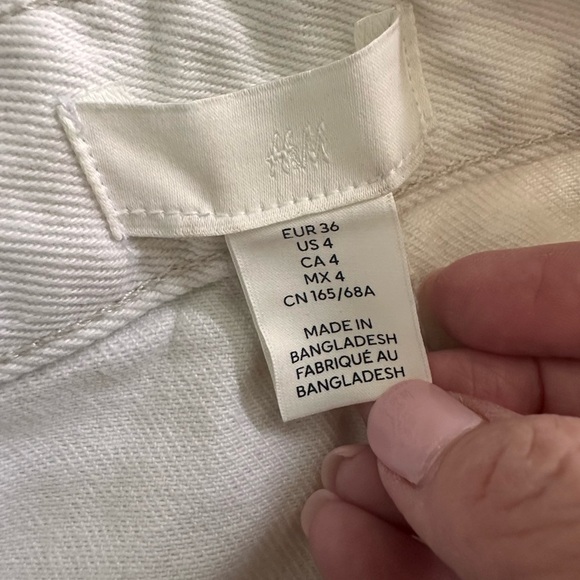 H&M
EUR 36
US 4
CA 4
MX 4
CN 165/68A
MADE IN
BANGLADESH
FABRIQUÉ AU
BANGLADESH